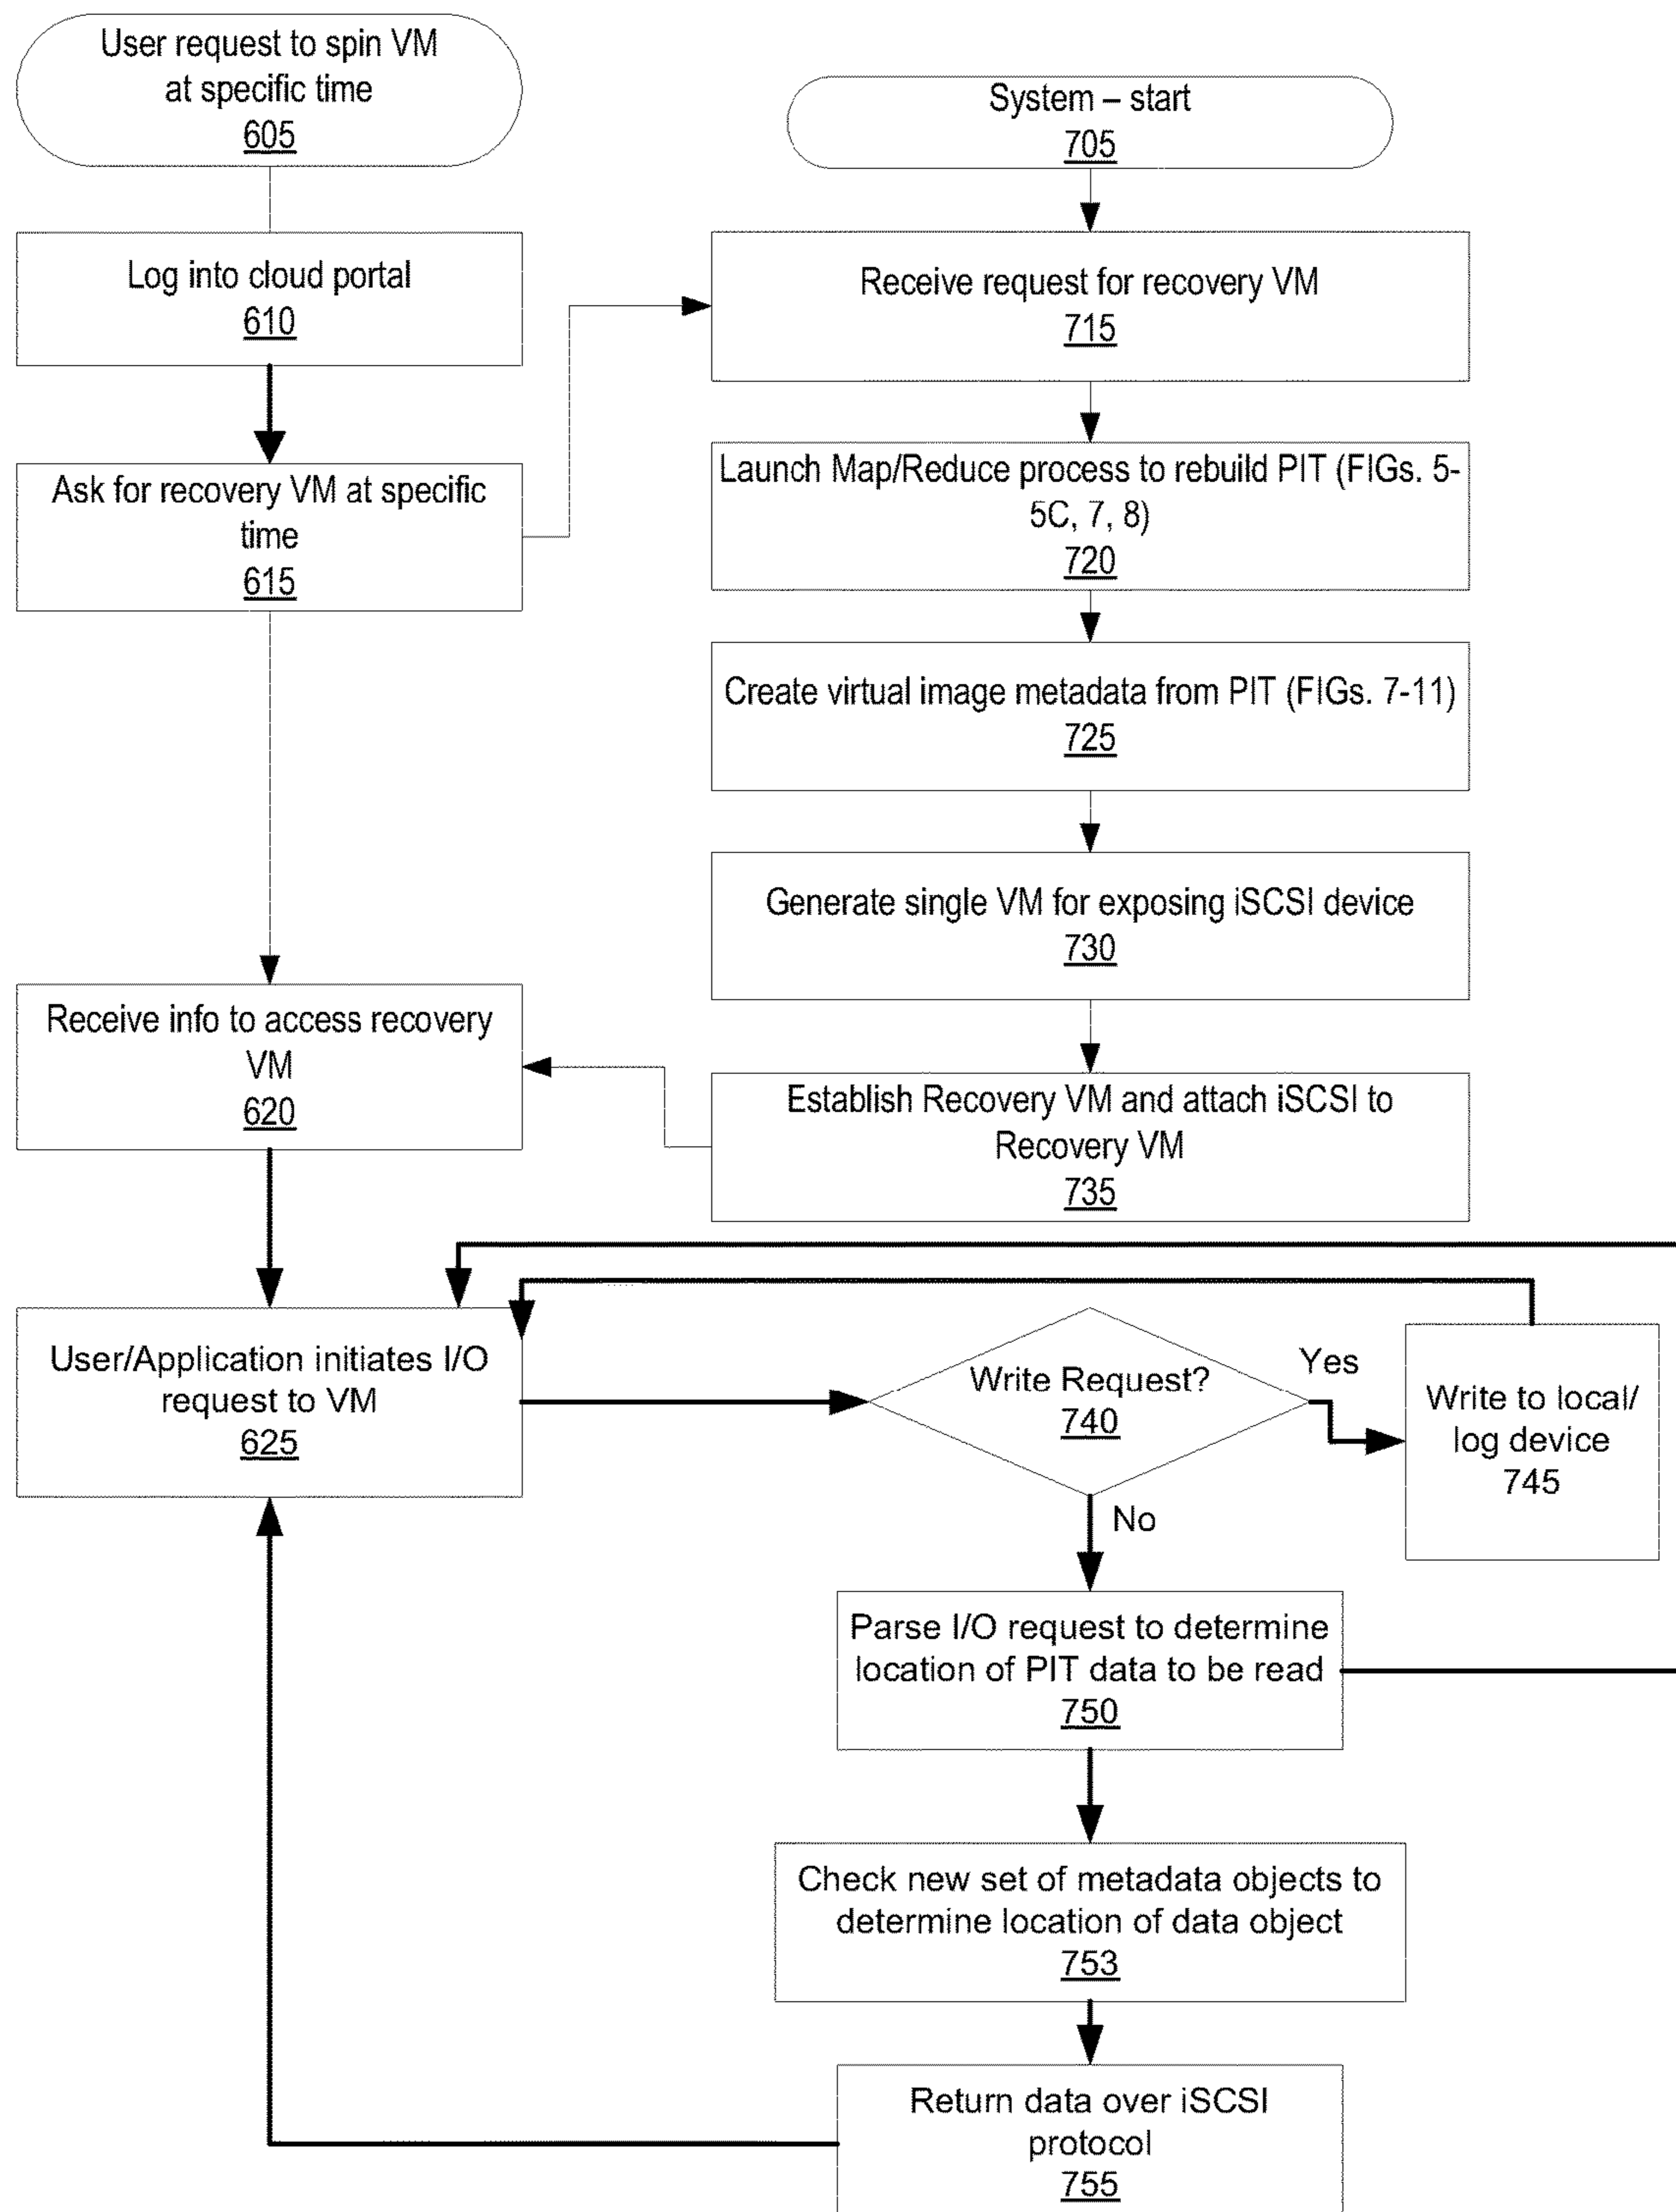 User request to spin VM
at specific time
605
System – start
705
Log into cloud portal
610
Receive request for recovery VM
715
Ask for recovery VM at specific
time
615
Launch Map/Reduce process to rebuild PIT (FIGs. 5-
5C, 7, 8)
720
Create virtual image metadata from PIT (FIGs. 7-11)
725
Generate single VM for exposing iSCSI device
730
Receive info to access recovery
VM
620
Establish Recovery VM and attach iSCSI to
Recovery VM
735
User/Application initiates I/O
request to VM
625
Write Request?
740
Yes
Write to local/
log device
745
No
Parse I/O request to determine
location of PIT data to be read
750
Check new set of metadata objects to
determine location of data object
753
Return data over iSCSI
protocol
755